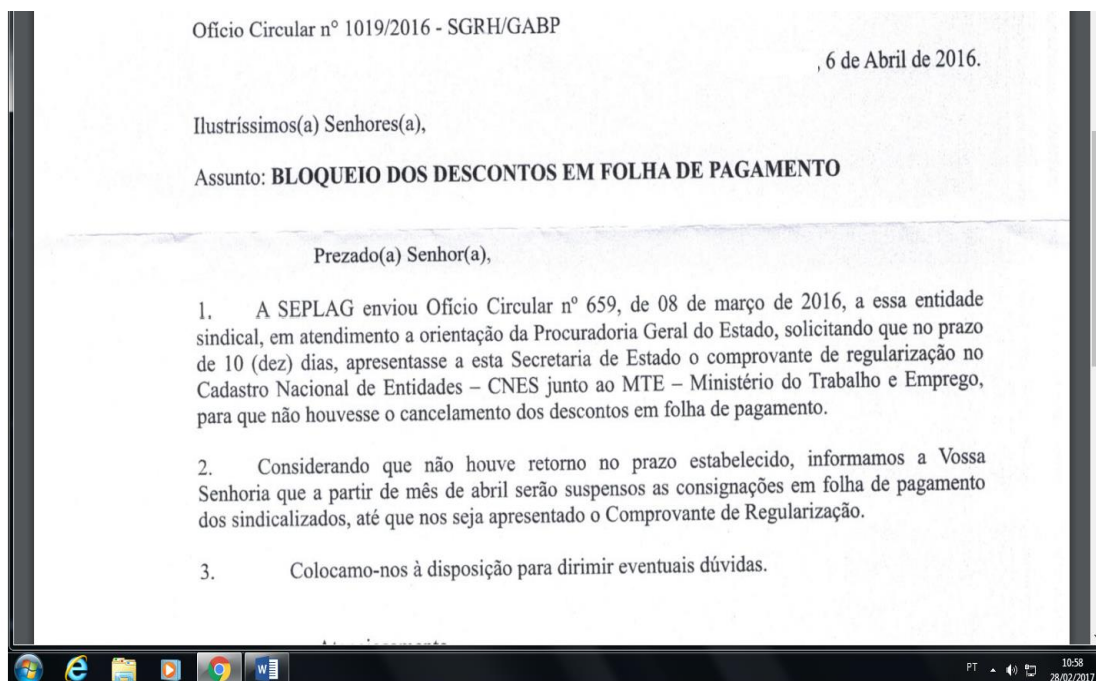 Ofício Circular nº 1019/2016 - SGRH/GABP
, 6 de Abril de 2016.
Ilustríssimos(a) Senhores(a),
Assunto: BLOQUEIO DOS DESCONTOS EM FOLHA DE PAGAMENTO
Prezado(a) Senhor(a),
1. A SEPLAG enviou Ofício Circular nº 659, de 08 de março de 2016, a essa entidade
sindical, em atendimento a orientação da Procuradoria Geral do Estado, solicitando que no prazo
de 10 (dez) dias, apresentasse a esta Secretaria de Estado o comprovante de regularização no
Cadastro Nacional de Entidades – CNES junto ao MTE – Ministério do Trabalho e Emprego,
para que não houvesse o cancelamento dos descontos em folha de pagamento.
2. Considerando que não houve retorno no prazo estabelecido, informamos a Vossa
Senhoria que a partir de mês de abril serão suspensos as consignações em folha de pagamento
dos sindicalizados, até que nos seja apresentado o Comprovante de Regularização.
3. Colocamo-nos à disposição para dirimir eventuais dúvidas.
PT 10:58
28/02/2017